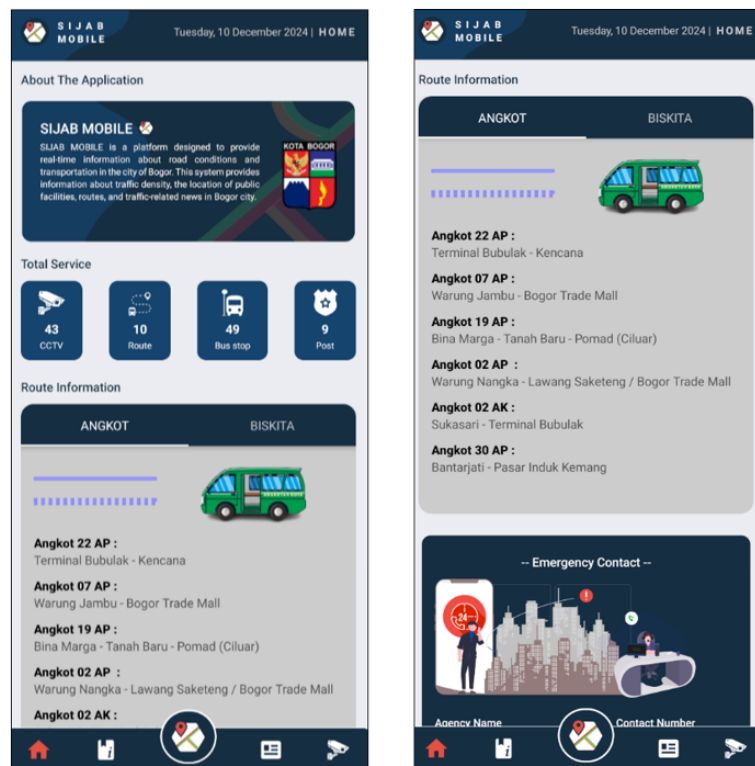 SIJAB
MOBILE
Tuesday, 10 December 2024 | HOME
About The Application
SIJAB MOBILE
SIJAB MOBILE is a platform designed to provide
real-time information about road conditions and
transportation in the city of Bogor. This system provides
information about traffic density, the location of public
facilities, routes, and traffic-related news in Bogor city.
KOTA BOGOR
Total Service
43
CCTV
10
Route
49
Bus stop
9
Post
Route Information
ANGKOT
BISKITA
Angkot 22 AP :
Terminal Bubulak - Kencana
Angkot 07 AP :
Warung Jambu - Bogor Trade Mall
Angkot 19 AP :
Bina Marga - Tanah Baru - Pomad (Ciluar)
Angkot 02 AP :
Warung Nangka - Lawang Saketeng / Bogor Trade Mall
Angkot 02 AK :
SIJAB
MOBILE
Tuesday, 10 December 2024 | HOME
Route Information
ANGKOT
BISKITA
Angkot 22 AP :
Terminal Bubulak - Kencana
Angkot 07 AP :
Warung Jambu - Bogor Trade Mall
Angkot 19 AP :
Bina Marga - Tanah Baru - Pomad (Ciluar)
Angkot 02 AP :
Warung Nangka - Lawang Saketeng / Bogor Trade Mall
Angkot 02 AK :
Sukasari - Terminal Bubulak
Angkot 30 AP :
Bantarjati - Pasar Induk Kemang
-- Emergency Contact --
24
Agency Name
Contact Number